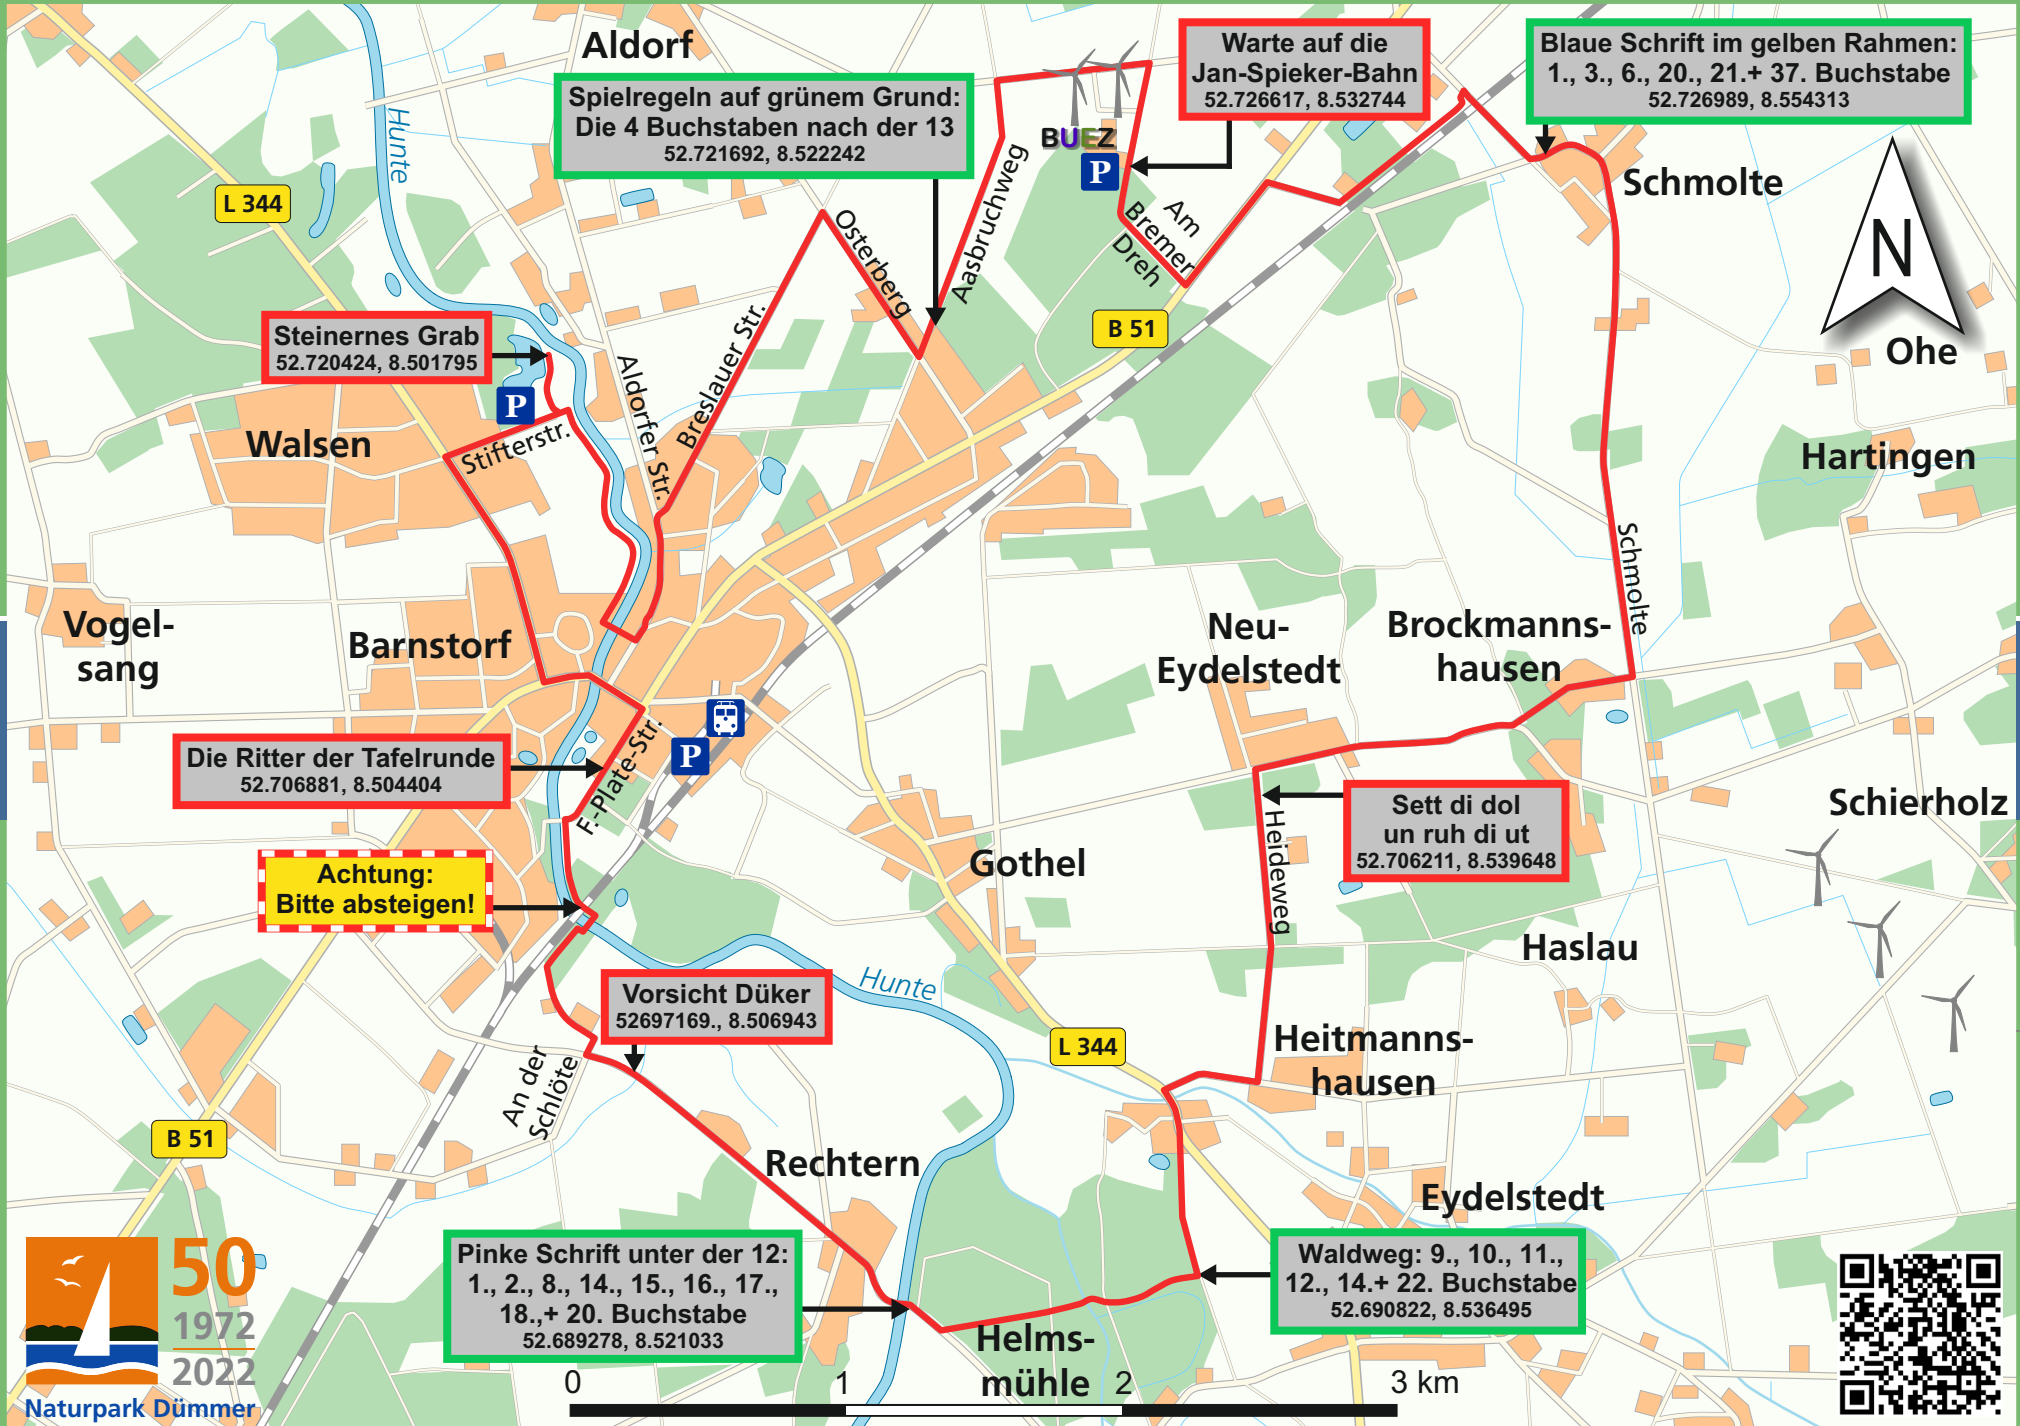 Aldorf
Spielregeln auf grünem Grund:
Die 4 Buchstaben nach der 13
52.721692, 8.522242
Warte auf die
Jan-Spieker-Bahn
52.726617, 8.532744
Blaue Schrift im gelben Rahmen:
1., 3., 6., 20., 21.+ 37. Buchstabe
52.726989, 8.554313
Hunte
BUEZ
P
L 344
Schmolte
Osterberg
Aasbruchweg
Am
Bremer
Dreh
N
Steinernes Grab
52.720424, 8.501795
B 51
Ohe
P
Aldorfer Str.
Breslauer Str.
Walsen
Stifterstr.
Hartingen
Schmolte
Vogel-
sang
Barnstorf
Neu-
Eydelstedt
Brockmanns-
hausen
Die Ritter der Tafelrunde
52.706881, 8.504404
F.-Plate-Str.
P
Sett di dol
un ruh di ut
52.706211, 8.539648
Schierholz
Heideweg
Gothel
Achtung:
Bitte absteigen!
Haslau
Hunte
Vorsicht Düker
52697169., 8.506943
L 344
Heitmanns-
hausen
An der
Schlöte
B 51
Rechtern
Eydelstedt
Pinke Schrift unter der 12:
1., 2., 8., 14., 15., 16., 17.,
18.,+ 20. Buchstabe
52.689278, 8.521033
Waldweg: 9., 10., 11.,
12., 14.+ 22. Buchstabe
52.690822, 8.536495
Helms-
mühle
50
1972
2022
Naturpark Dümmer
0 1 2 3 km